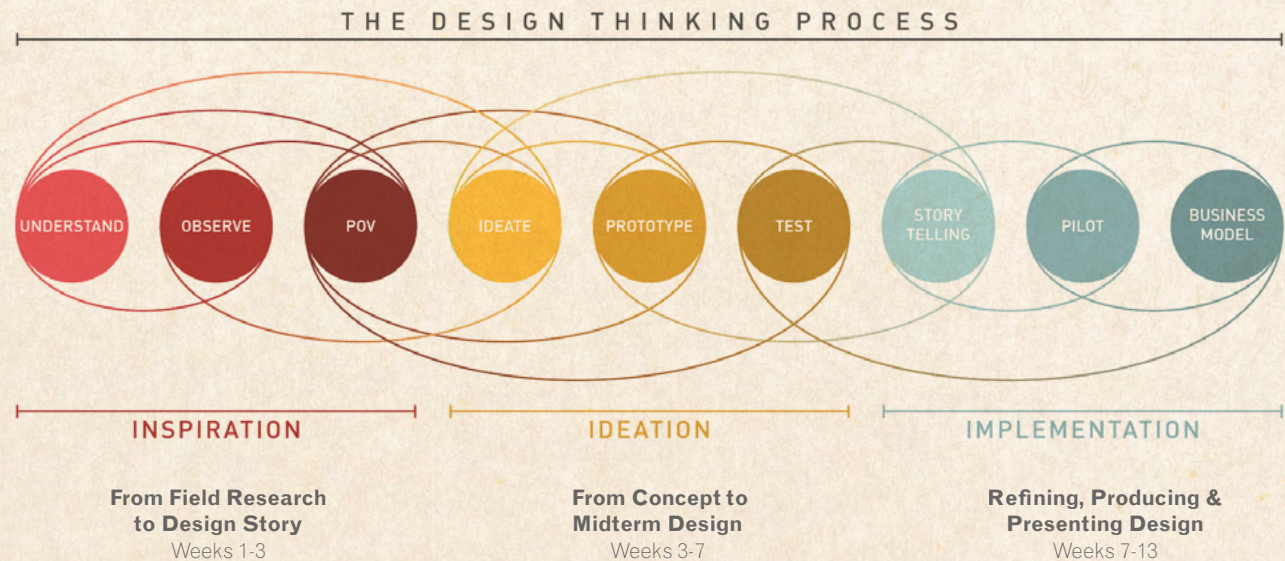 THE DESIGN THINKING PROCESS
UNDERSTAND
OBSERVE
POV
IDEATE
PROTOTYPE
TEST
STORY
TELLING
PILOT
BUSINESS
MODEL
INSPIRATION
IDEATION
IMPLEMENTATION
From Field Research
to Design Story
Weeks 1-3
From Concept to
Midterm Design
Weeks 3-7
Refining, Producing &
Presenting Design
Weeks 7-13